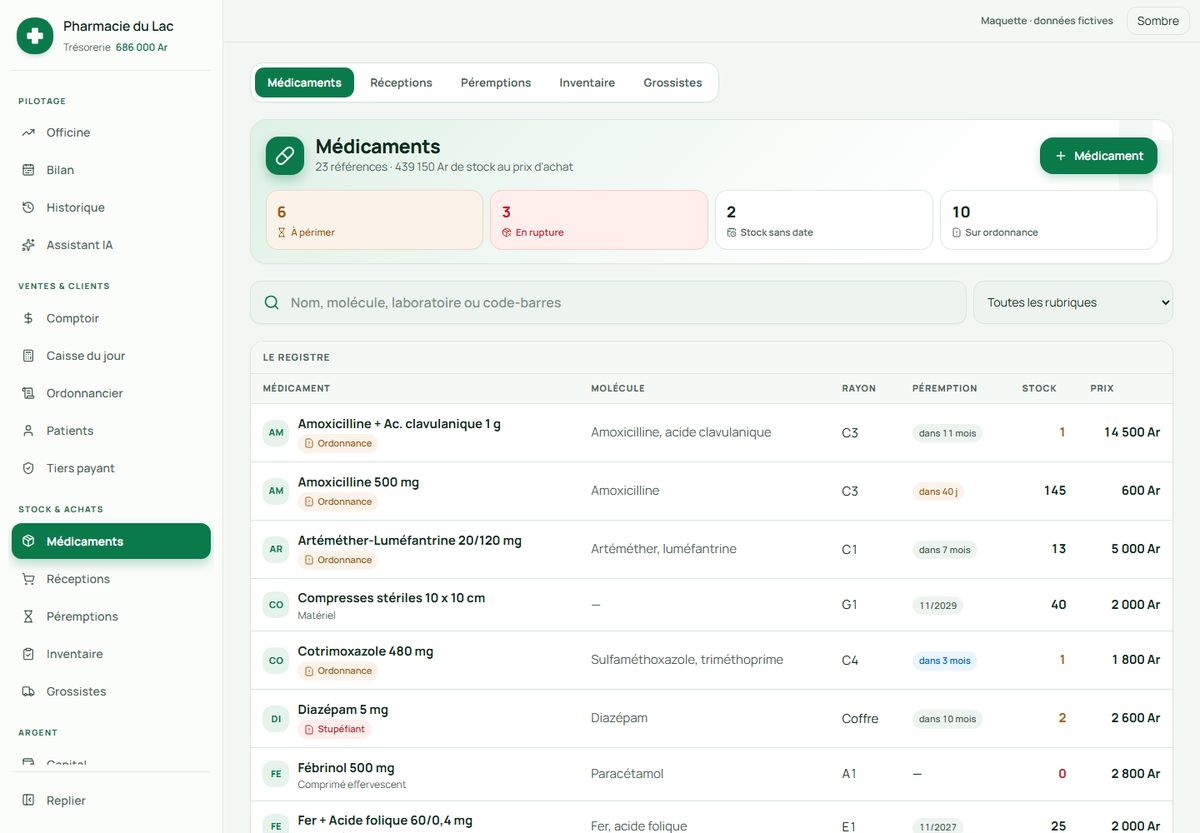 Pharmacie du Lac
Trésorerie 686 000 Ar
Maquette · données fictives
Sombre
PILOTAGE
Officine
Bilan
Historique
Assistant IA
VENTES & CLIENTS
Comptoir
Caisse du jour
Ordonnancier
Patients
Tiers payant
STOCK & ACHATS
Médicaments
Réceptions
Péremptions
Inventaire
Grossistes
ARGENT
Capital
Replier
Médicaments Réceptions Péremptions Inventaire Grossistes
Médicaments
23 références · 439 150 Ar de stock au prix d'achat
+ Médicament
6
À périmer
3
En rupture
2
Stock sans date
10
Sur ordonnance
Nom, molécule, laboratoire ou code-barres
Toutes les rubriques
LE REGISTRE
MÉDICAMENT MOLÉCULE RAYON PÉREMPTION STOCK PRIX
AM Amoxicilline + Ac. clavulanique 1 g Amoxicilline, acide clavulanique C3 dans 11 mois 1 14 500 Ar
Ordonnance
AM Amoxicilline 500 mg Amoxicilline C3 dans 40 j 145 600 Ar
Ordonnance
AR Artéméther-Luméfantrine 20/120 mg Artéméther, luméfantrine C1 dans 7 mois 13 5 000 Ar
Ordonnance
CO Compresses stériles 10 x 10 cm — G1 11/2029 40 2 000 Ar
Matériel
CO Cotrimoxazole 480 mg Sulfaméthoxazole, triméthoprime C4 dans 3 mois 1 1 800 Ar
Ordonnance
DI Diazépam 5 mg Diazépam Coffre dans 10 mois 2 2 600 Ar
Stupéfiant
FE Fébrinol 500 mg Paracétamol A1 — 0 2 800 Ar
Comprimé effervescent
FE Fer + Acide folique 60/0,4 mg Fer, acide folique E1 11/2027 25 2 000 Ar